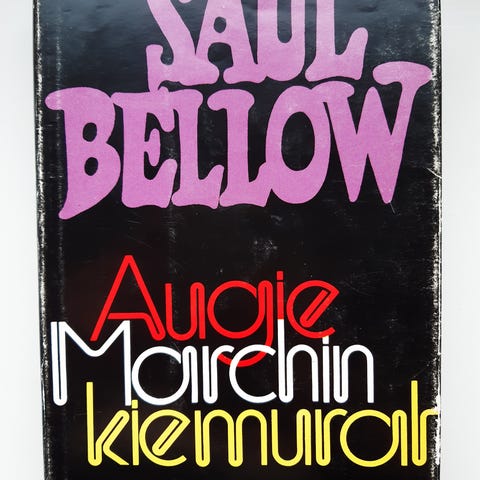 SAUL
BELLOW
Augie
Marchin
kiemurat